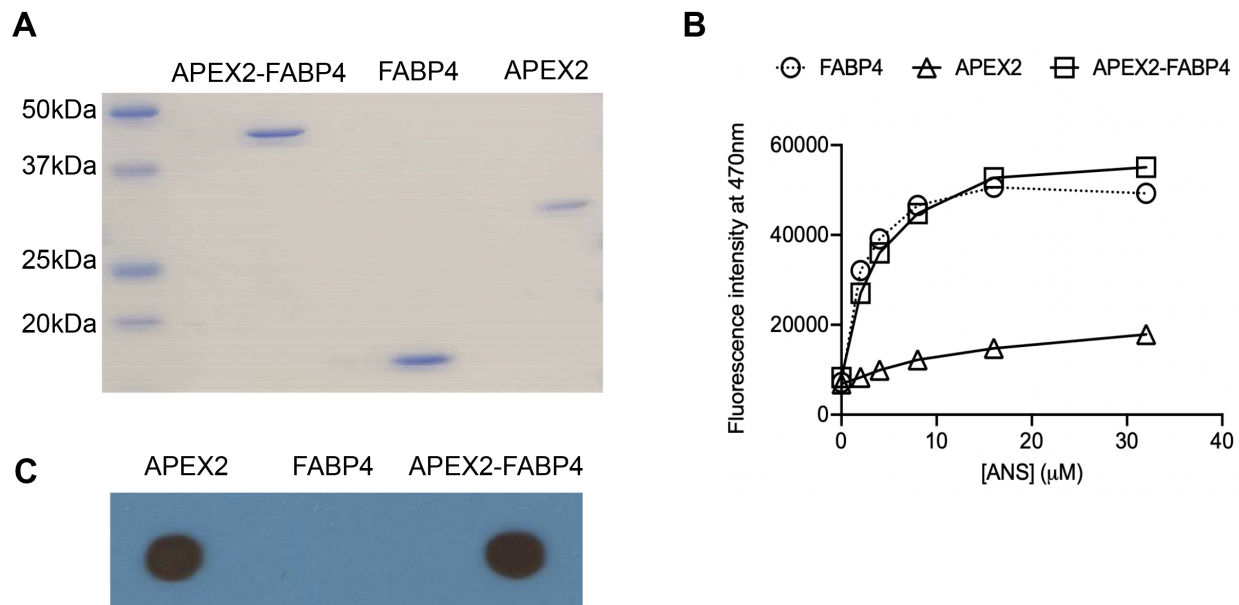 A
APEX2-FABP4 FABP4 APEX2
50kDa
37kDa
25kDa
20kDa
B
FABP4 APEX2 APEX2-FABP4
Fluorescence intensity at 470nm
60000
40000
20000
0
0 10 20 30 40
[ANS] (μM)
C
APEX2 FABP4 APEX2-FABP4